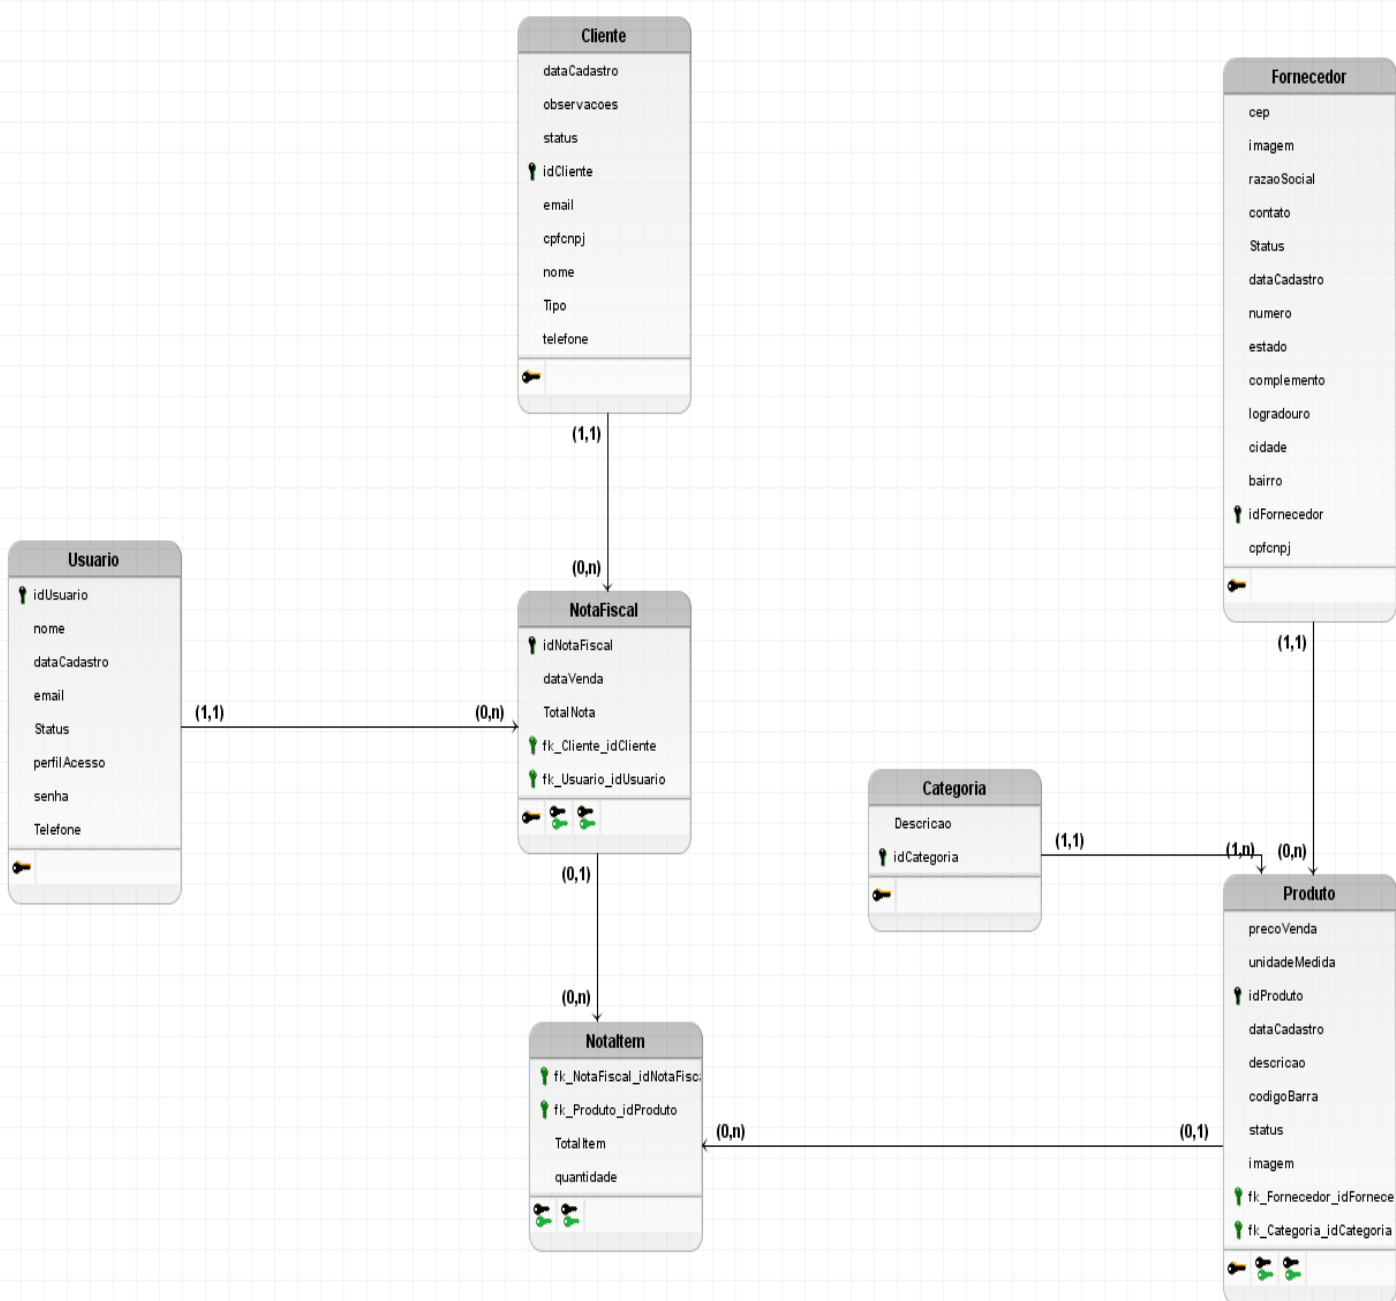 Cliente
dataCadastro
observacoes
status
idCliente
email
cpfcnpj
nome
Tipo
telefone
(1,1)
(0,n)
Fornecedor
cep
imagem
razaoSocial
contato
Status
dataCadastro
numero
estado
complemento
logradouro
cidade
bairro
idFornecedor
cpfcnpj
(1,1)
(0,n)
Usuario
idUsuario
nome
dataCadastro
email
Status
perfilAcesso
senha
Telefone
(1,1)
(0,n)
NotaFiscal
idNotaFiscal
dataVenda
TotalNota
fk_Cliente_idCliente
fk_Usuario_idUsuario
(0,1)
(0,n)
Categoria
Descricao
idCategoria
(1,1)
(1,n)
Produto
precoVenda
unidadeMedida
idProduto
dataCadastro
descricao
codigoBarra
status
imagem
fk_Fornecedor_idFornece
fk_Categoria_idCategoria
NotaItem
fk_NotaFiscal_idNotaFisca
fk_Produto_idProduto
TotalItem
quantidade
(0,n)
(0,1)